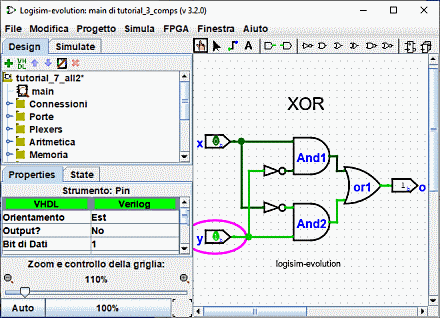 Logisim-evolution: main di tutorial_3_comps (v 3.2.0)
File Modifica Progetto Simula FPGA Finestra Aiuto
Design Simulate
A
VH
DL
tutorial_7_all2*
main
Connessioni
Porte
Plexers
Aritmetica
Memoria
Properties State
Strumento: Pin
VHDL Verilog
Orientamento Est
Output? No
Bit di Dati 1
Zoom e controllo della griglia:
110%
Auto 100%
XOR
x
And1
or1
1
o
And2
y
logisim-evolution